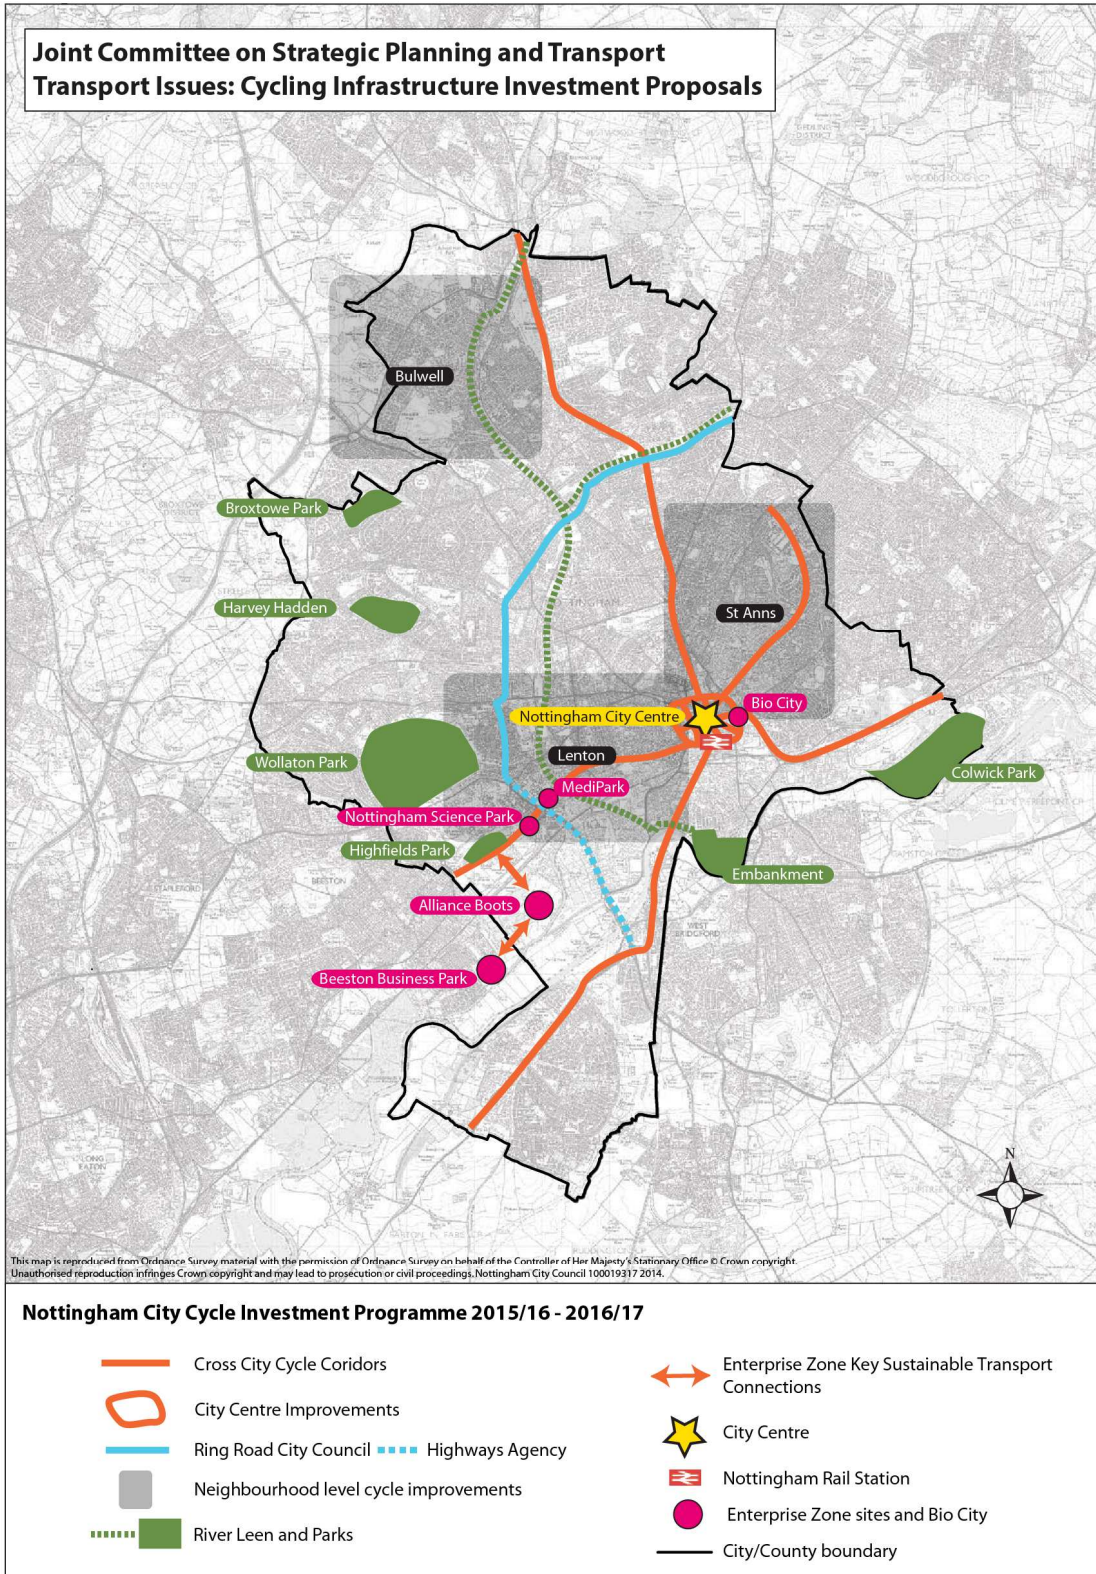 Joint Committee on Strategic Planning and Transport
Transport Issues: Cycling Infrastructure Investment Proposals
Bulwell
Broxtowe Park
Harvey Hadden
St Anns
Bio City
Nottingham City Centre
Lenton
Wollaton Park
Colwick Park
MediPark
Nottingham Science Park
Highfields Park
Embankment
Alliance Boots
BEESTON
STAPLEFORD
WEST
BRIDGFORD
Beeston Business Park
LONG
EATON
N
This map is reproduced from Ordnance Survey material with the permission of Ordnance Survey on behalf of the Controller of Her Majesty's Stationary Office © Crown copyright.
Unauthorised reproduction infringes Crown copyright and may lead to prosecution or civil proceedings. Nottingham City Council 100019317 2014.
Nottingham City Cycle Investment Programme 2015/16 - 2016/17
Cross City Cycle Coridors
City Centre Improvements
Ring Road City Council
Highways Agency
Neighbourhood level cycle improvements
River Leen and Parks
Enterprise Zone Key Sustainable Transport
Connections
City Centre
Nottingham Rail Station
Enterprise Zone sites and Bio City
City/County boundary